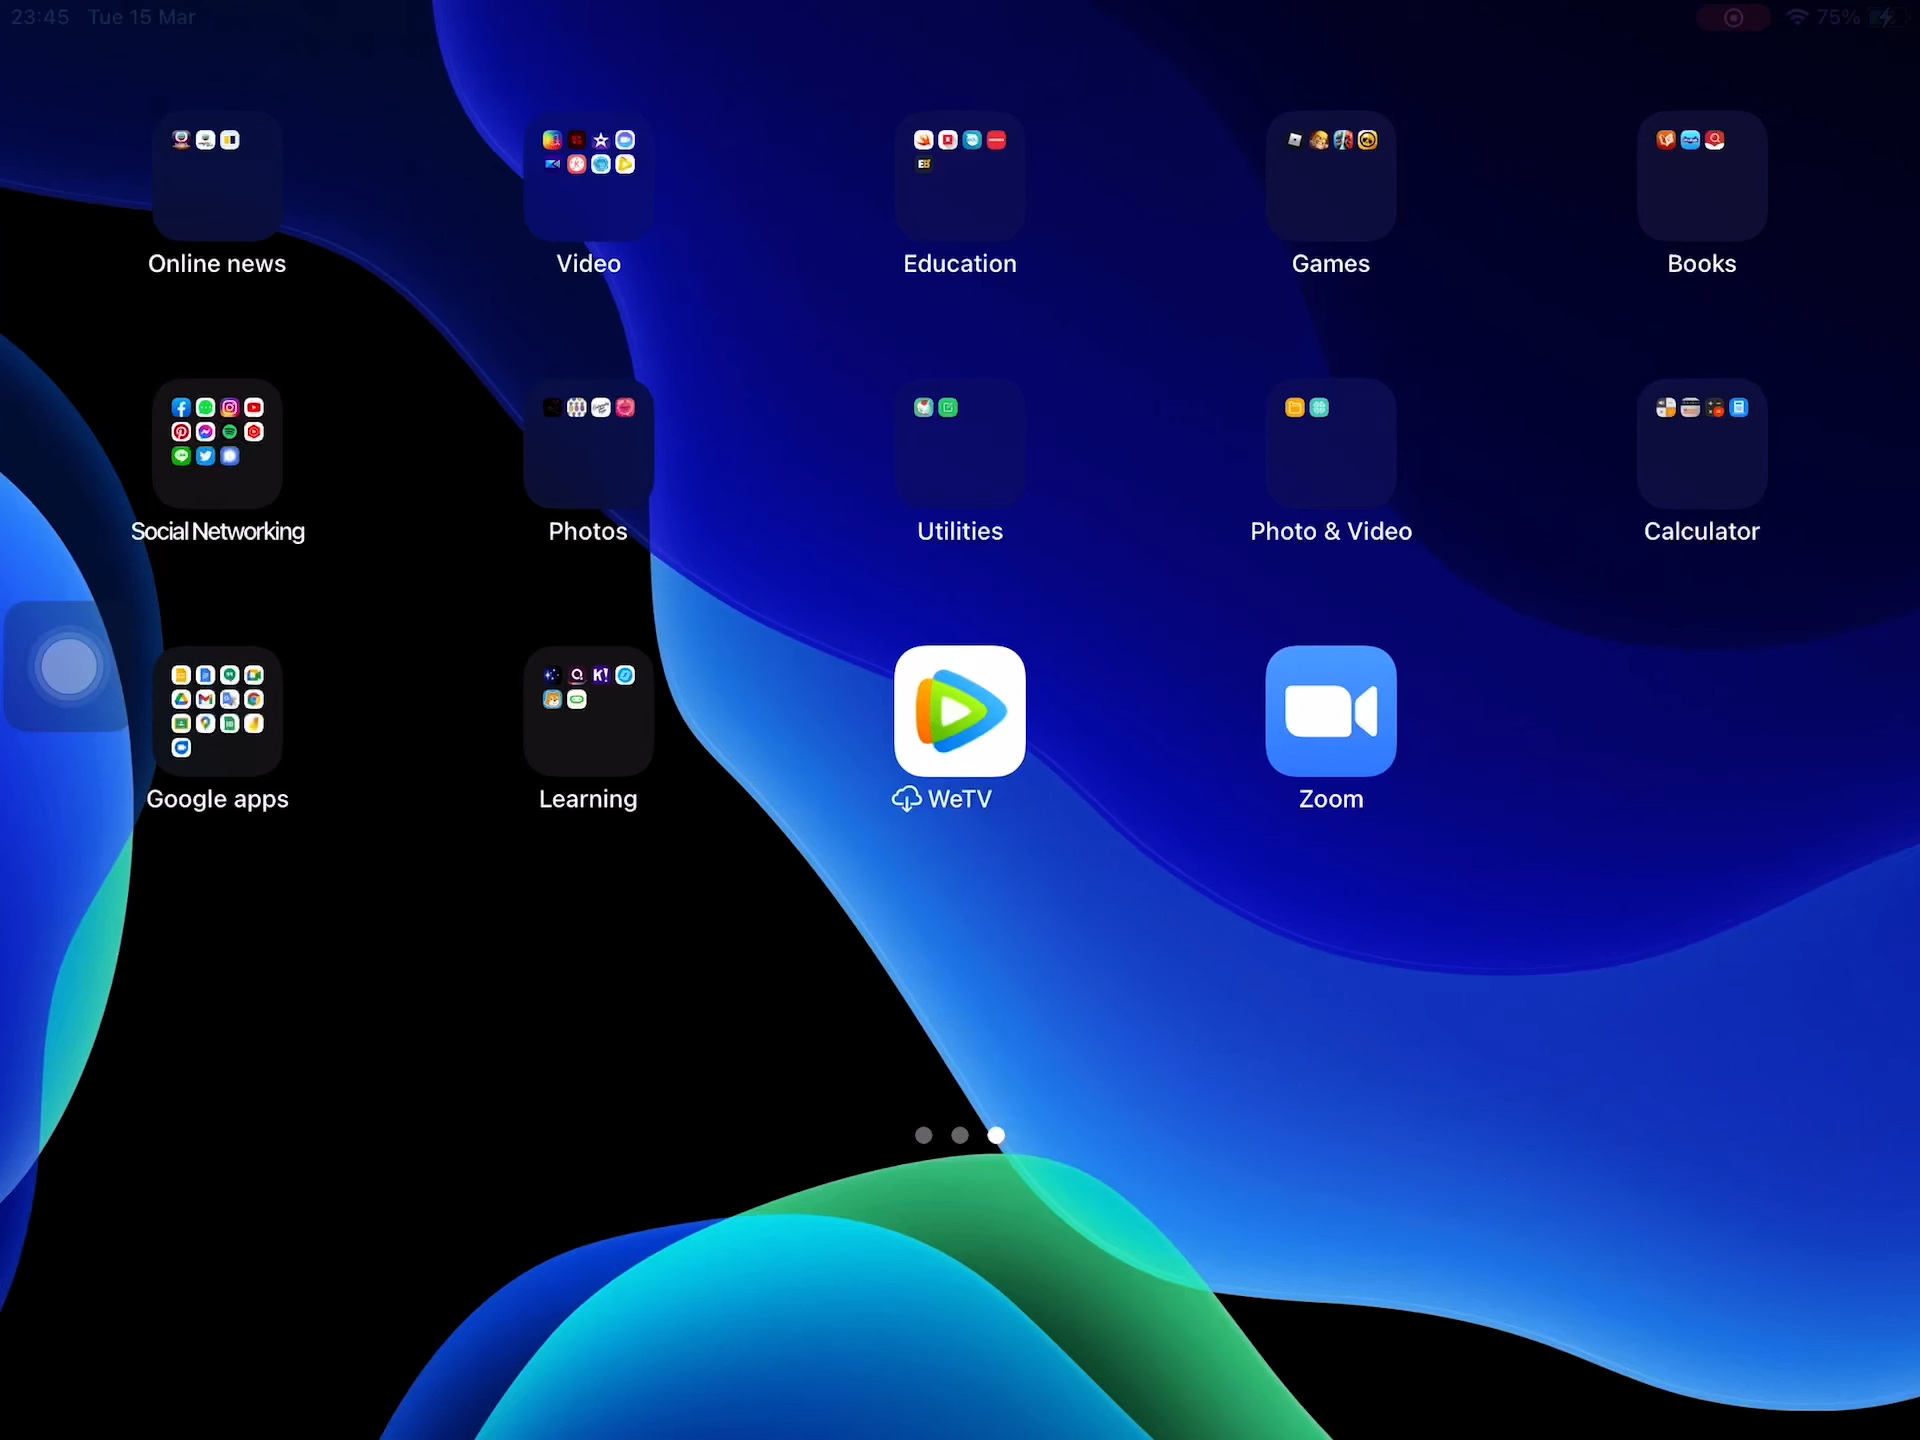 23:45 Tue 15 Mar
75%
Online news
Video
Education
Games
Books
Social Networking
Photos
Utilities
Photo & Video
Calculator
K!
Google apps
Learning
WeTV
Zoom